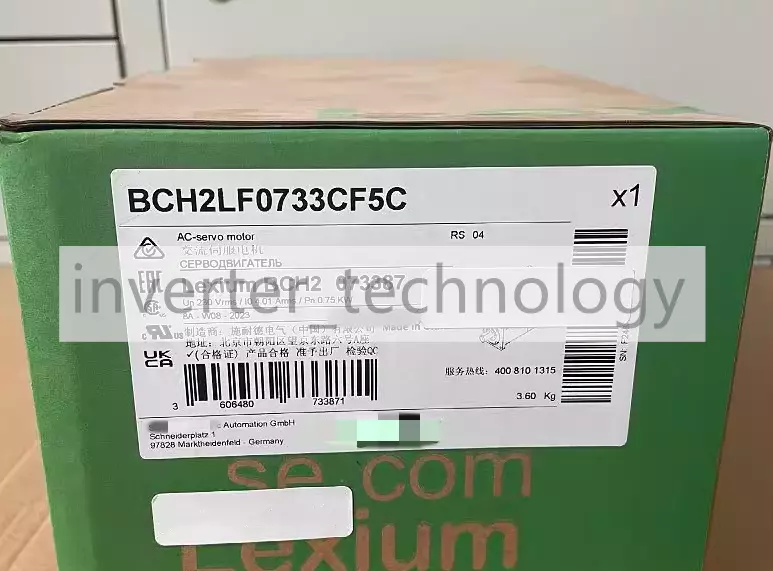 BCH2LF0733CF5C
x1
AC-servo motor
RS 04
交流伺服电机
СЕРВОДВИГАТЕЛЬ
Lexium BCH2 073387
inverter technology
Un 230 Vrms / I0 4.01 Arms / Pn 0.75 KW
8A - W08 - 2023
制造商: 施耐德电气（中国）有限公司 Made in
地址: 北京市朝阳区望京东路六号A座
✓(合格证) 产品合格 准予出厂 检验QC
服务热线: 400 810 1315
EAC
UK
CA
3 606480 733871
3.60 Kg
Automation GmbH
Schneiderplatz 1
97828 Marktheidenfeld - Germany
se.com
Lexium